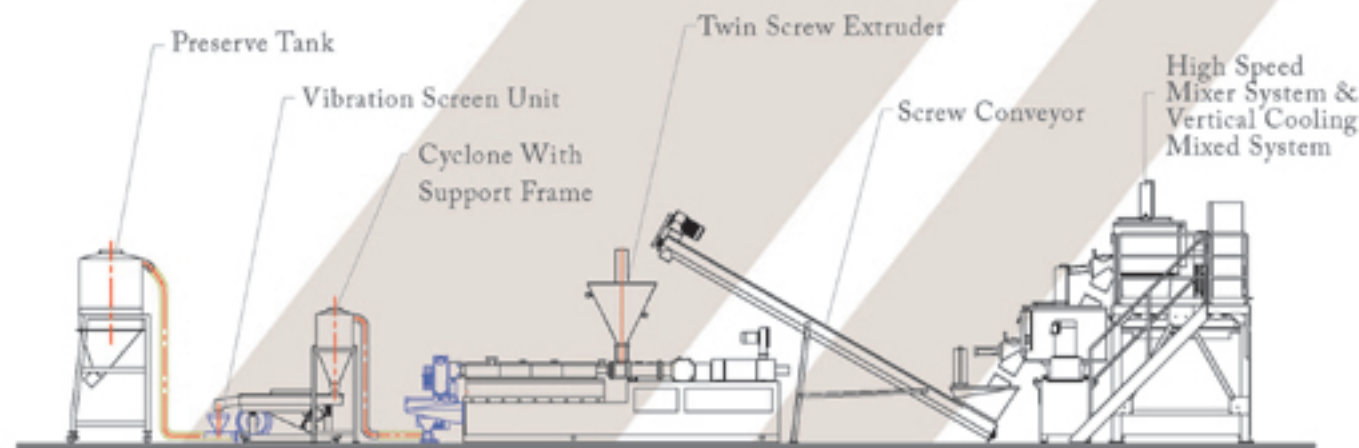 Preserve Tank
Vibration Screen Unit
Cyclone With
Support Frame
Twin Screw Extruder
Screw Conveyor
High Speed
Mixer System &
Vertical Cooling
Mixed System